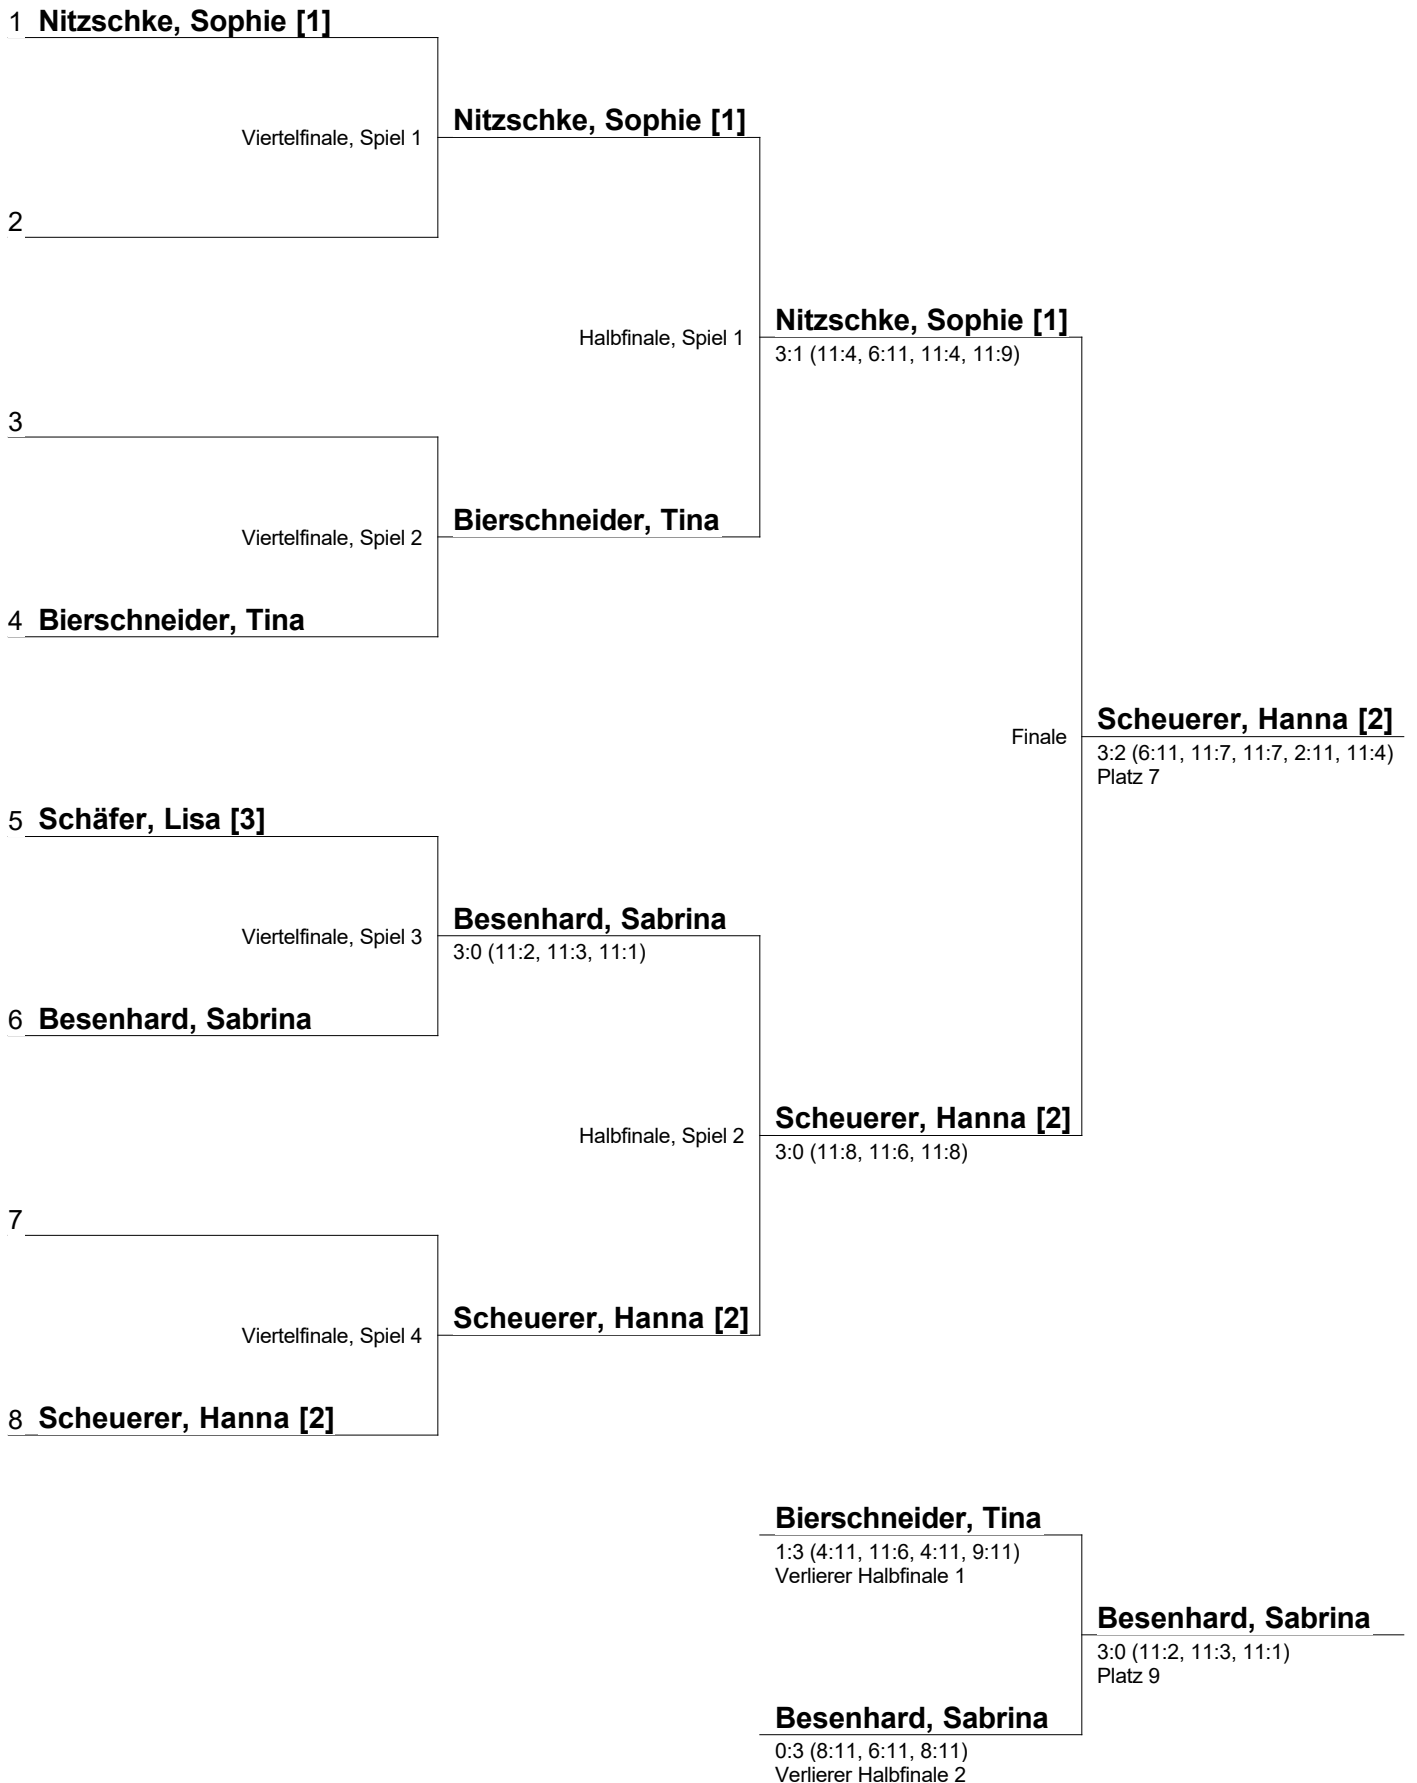 1 Nitzschke, Sophie [1]
Viertelfinale, Spiel 1
Nitzschke, Sophie [1]
2
Halbfinale, Spiel 1
Nitzschke, Sophie [1]
3:1 (11:4, 6:11, 11:4, 11:9)
3
Viertelfinale, Spiel 2
Bierschneider, Tina
4 Bierschneider, Tina
Finale
Scheuerer, Hanna [2]
3:2 (6:11, 11:7, 11:7, 2:11, 11:4)
Platz 7
5 Schäfer, Lisa [3]
Viertelfinale, Spiel 3
Besenhard, Sabrina
3:0 (11:2, 11:3, 11:1)
6 Besenhard, Sabrina
Halbfinale, Spiel 2
Scheuerer, Hanna [2]
3:0 (11:8, 11:6, 11:8)
7
Viertelfinale, Spiel 4
Scheuerer, Hanna [2]
8 Scheuerer, Hanna [2]
Bierschneider, Tina
1:3 (4:11, 11:6, 4:11, 9:11)
Verlierer Halbfinale 1
Besenhard, Sabrina
3:0 (11:2, 11:3, 11:1)
Platz 9
Besenhard, Sabrina
0:3 (8:11, 6:11, 8:11)
Verlierer Halbfinale 2